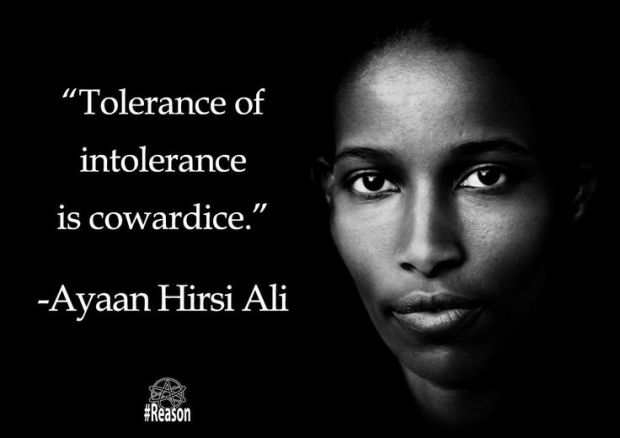 “Tolerance of
intolerance
is cowardice.”
-Ayaan Hirsi Ali
#Reason